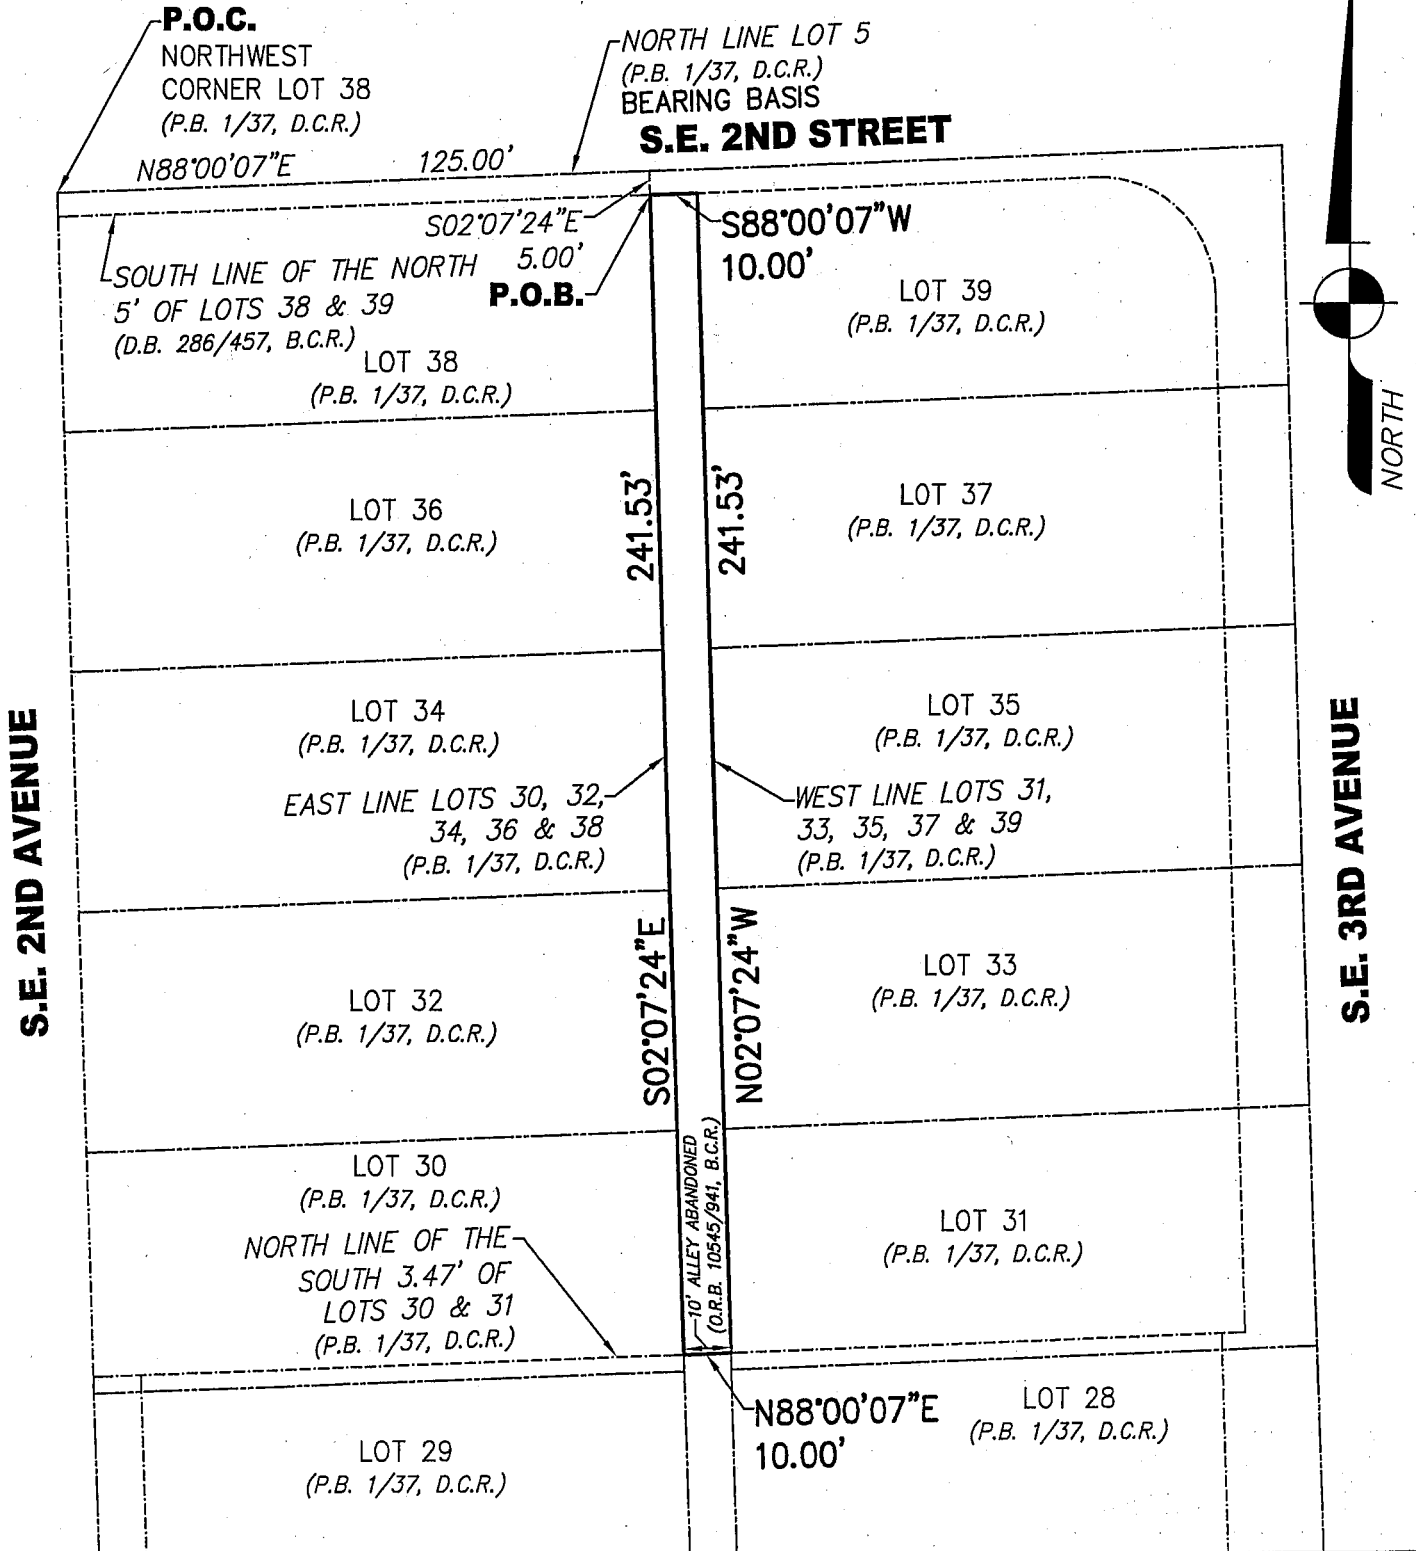 P.O.C.
NORTHWEST
CORNER LOT 38
(P.B. 1/37, D.C.R.)
NORTH LINE LOT 5
(P.B. 1/37, D.C.R.)
BEARING BASIS
S.E. 2ND STREET
N88°00'07"E 125.00'
S02°07'24"E
5.00'
P.O.B.
S88°00'07"W
10.00'
SOUTH LINE OF THE NORTH
5' OF LOTS 38 & 39
(D.B. 286/457, B.C.R.)
LOT 38
(P.B. 1/37, D.C.R.)
LOT 39
(P.B. 1/37, D.C.R.)
NORTH
LOT 36
(P.B. 1/37, D.C.R.)
241.53'
241.53'
LOT 37
(P.B. 1/37, D.C.R.)
S.E. 2ND AVENUE
LOT 34
(P.B. 1/37, D.C.R.)
LOT 35
(P.B. 1/37, D.C.R.)
S.E. 3RD AVENUE
EAST LINE LOTS 30, 32,
34, 36 & 38
(P.B. 1/37, D.C.R.)
WEST LINE LOTS 31,
33, 35, 37 & 39
(P.B. 1/37, D.C.R.)
S02°07'24"E
N02°07'24"W
LOT 32
(P.B. 1/37, D.C.R.)
LOT 33
(P.B. 1/37, D.C.R.)
LOT 30
(P.B. 1/37, D.C.R.)
10' ALLEY ABANDONED
(O.R.B. 10545/941, B.C.R.)
LOT 31
(P.B. 1/37, D.C.R.)
NORTH LINE OF THE
SOUTH 3.47' OF
LOTS 30 & 31
(P.B. 1/37, D.C.R.)
N88°00'07"E
10.00'
LOT 28
(P.B. 1/37, D.C.R.)
LOT 29
(P.B. 1/37, D.C.R.)